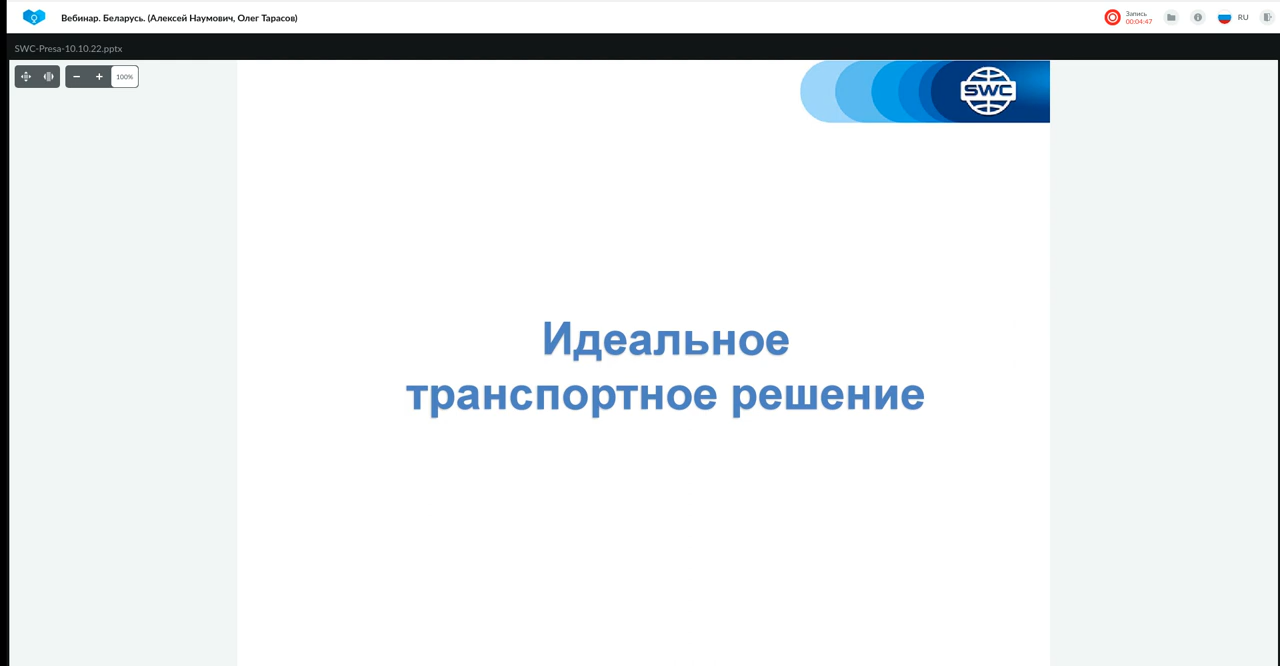 Вебинар. Беларусь. (Алексей Наумович, Олег Тарасов)
Запись
00:04:47
RU
SWC-Presa-10.10.22.pptx
100%
SWC
Идеальное
транспортное решение